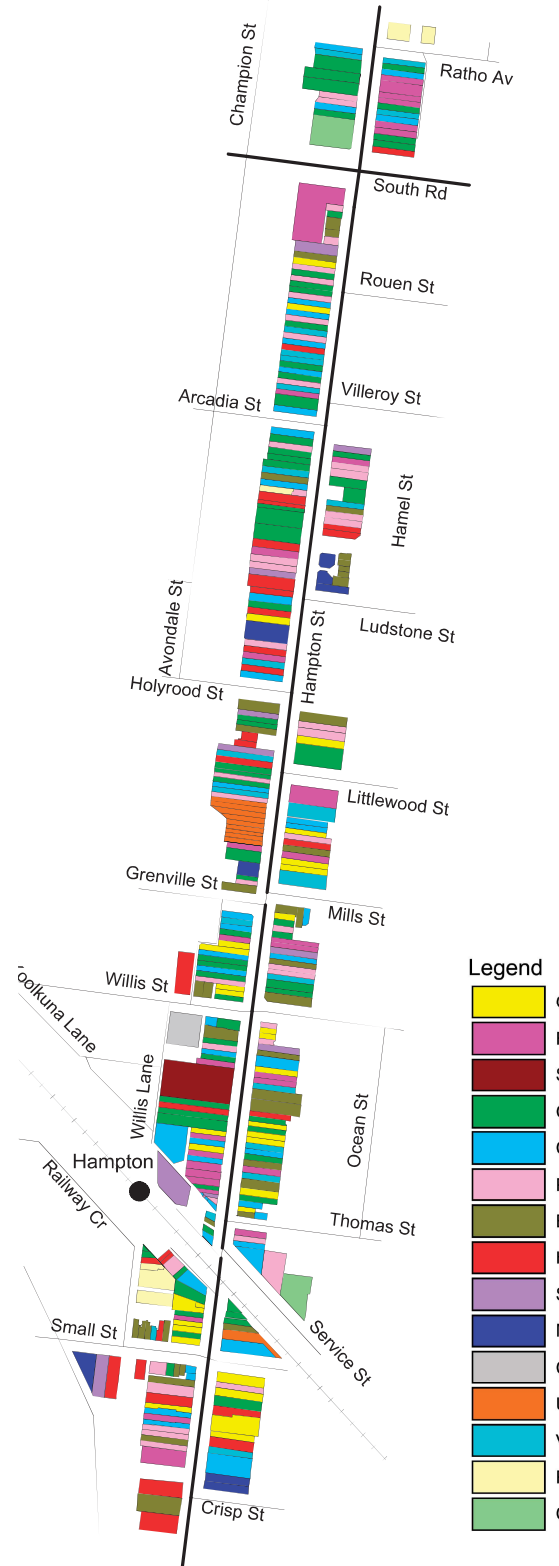 Champion St
Ratho Av
South Rd
Rouen St
Villeroy St
Arcadia St
Hamel St
Avondale St
Ludstone St
Hampton St
Holyrood St
Littlewood St
Grenville St
Mills St
Willis St
Legend
oolkuna Lane
Willis Lane
Ocean St
Hampton
Railway Cr
Thomas St
Small St
Service St
Crisp St